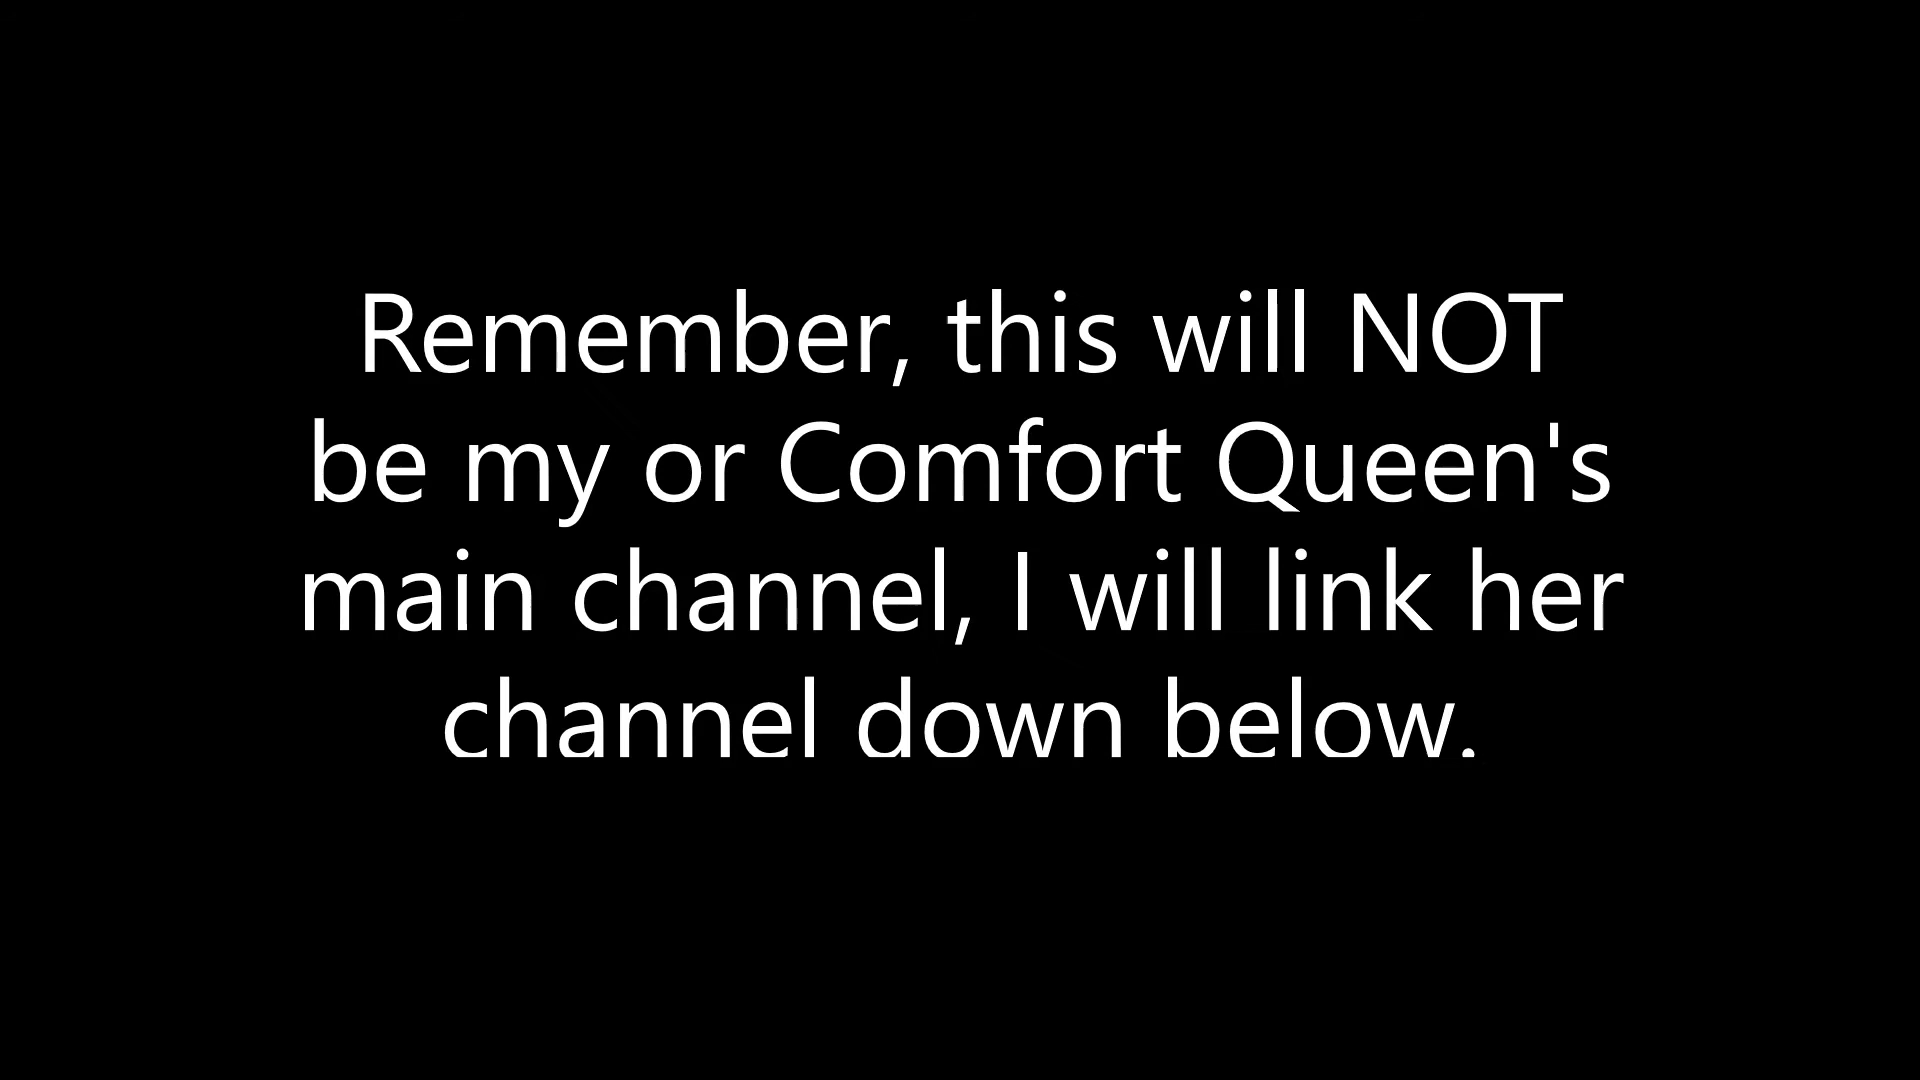 Remember, this will NOT
be my or Comfort Queen's
main channel, I will link her
channel down below.